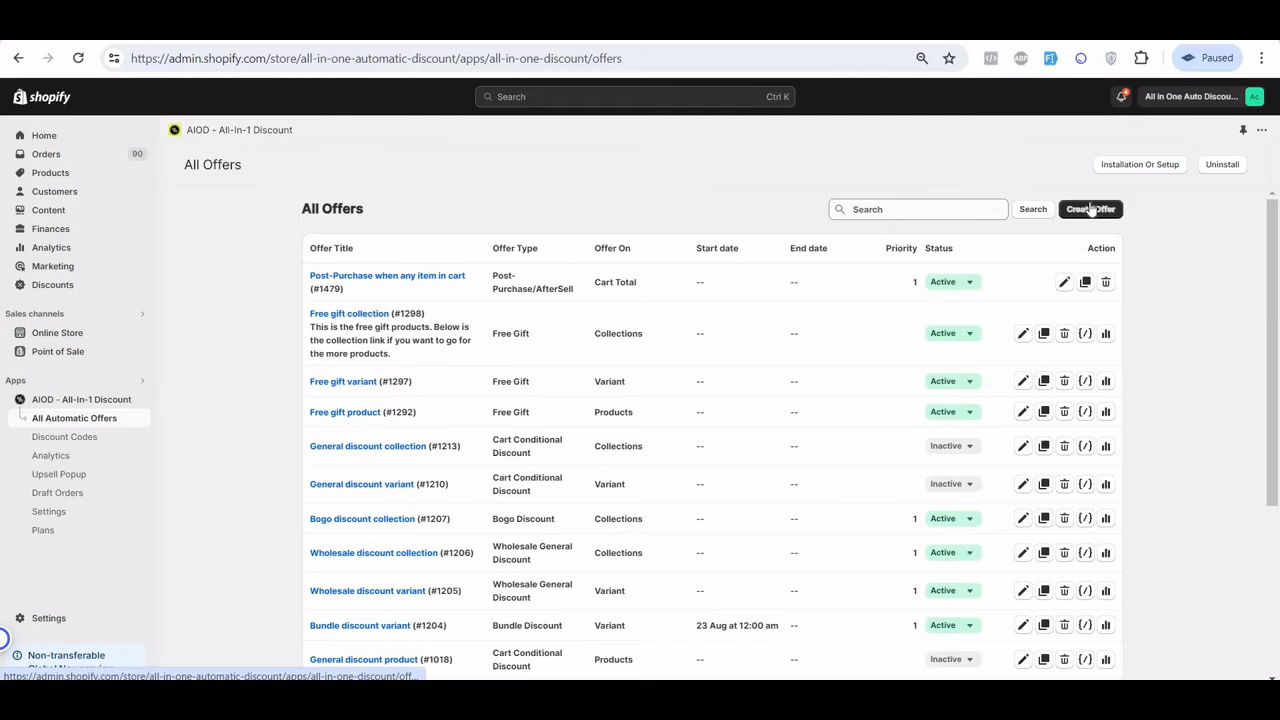 https://admin.shopify.com/store/all-in-one-automatic-discount/apps/all-in-one-discount/offers
ABP
Paused
shopify
Search
Ctrl K
4
All in One Auto Discou...
Ac
Home
Orders
90
Products
Customers
Content
Finances
Analytics
Marketing
Discounts
Sales channels
Online Store
Point of Sale
Apps
AIOD - All-In-1 Discount
All Automatic Offers
Discount Codes
Analytics
Upsell Popup
Draft Orders
Settings
Plans
Settings
Non-transferable
AIOD - All-In-1 Discount
All Offers
Installation Or Setup
Uninstall
All Offers
Search
Search
Create Offer
Offer Title Offer Type Offer On Start date End date Priority Status Action
Post-Purchase when any item in cart
(#1479)
Post-
Purchase/AfterSell
Cart Total -- -- 1 Active
Free gift collection (#1298)
This is the free gift products. Below is
the collection link if you want to go for
the more products.
Free Gift Collections -- -- Active
Free gift variant (#1297) Free Gift Variant -- -- Active
Free gift product (#1292) Free Gift Products -- -- Active
General discount collection (#1213)
Cart Conditional
Discount
Collections -- -- Inactive
General discount variant (#1210)
Cart Conditional
Discount
Variant -- -- Inactive
Bogo discount collection (#1207) Bogo Discount Collections -- -- 1 Active
Wholesale discount collection (#1206)
Wholesale General
Discount
Collections -- -- 1 Active
Wholesale discount variant (#1205)
Wholesale General
Discount
Variant -- -- 1 Active
Bundle discount variant (#1204) Bundle Discount Variant 23 Aug at 12:00 am -- 1 Active
General discount product (#1018)
Cart Conditional
Discount
Products -- -- Inactive
https://admin.shopify.com/store/all-in-one-automatic-discount/apps/all-in-one-discount/off...